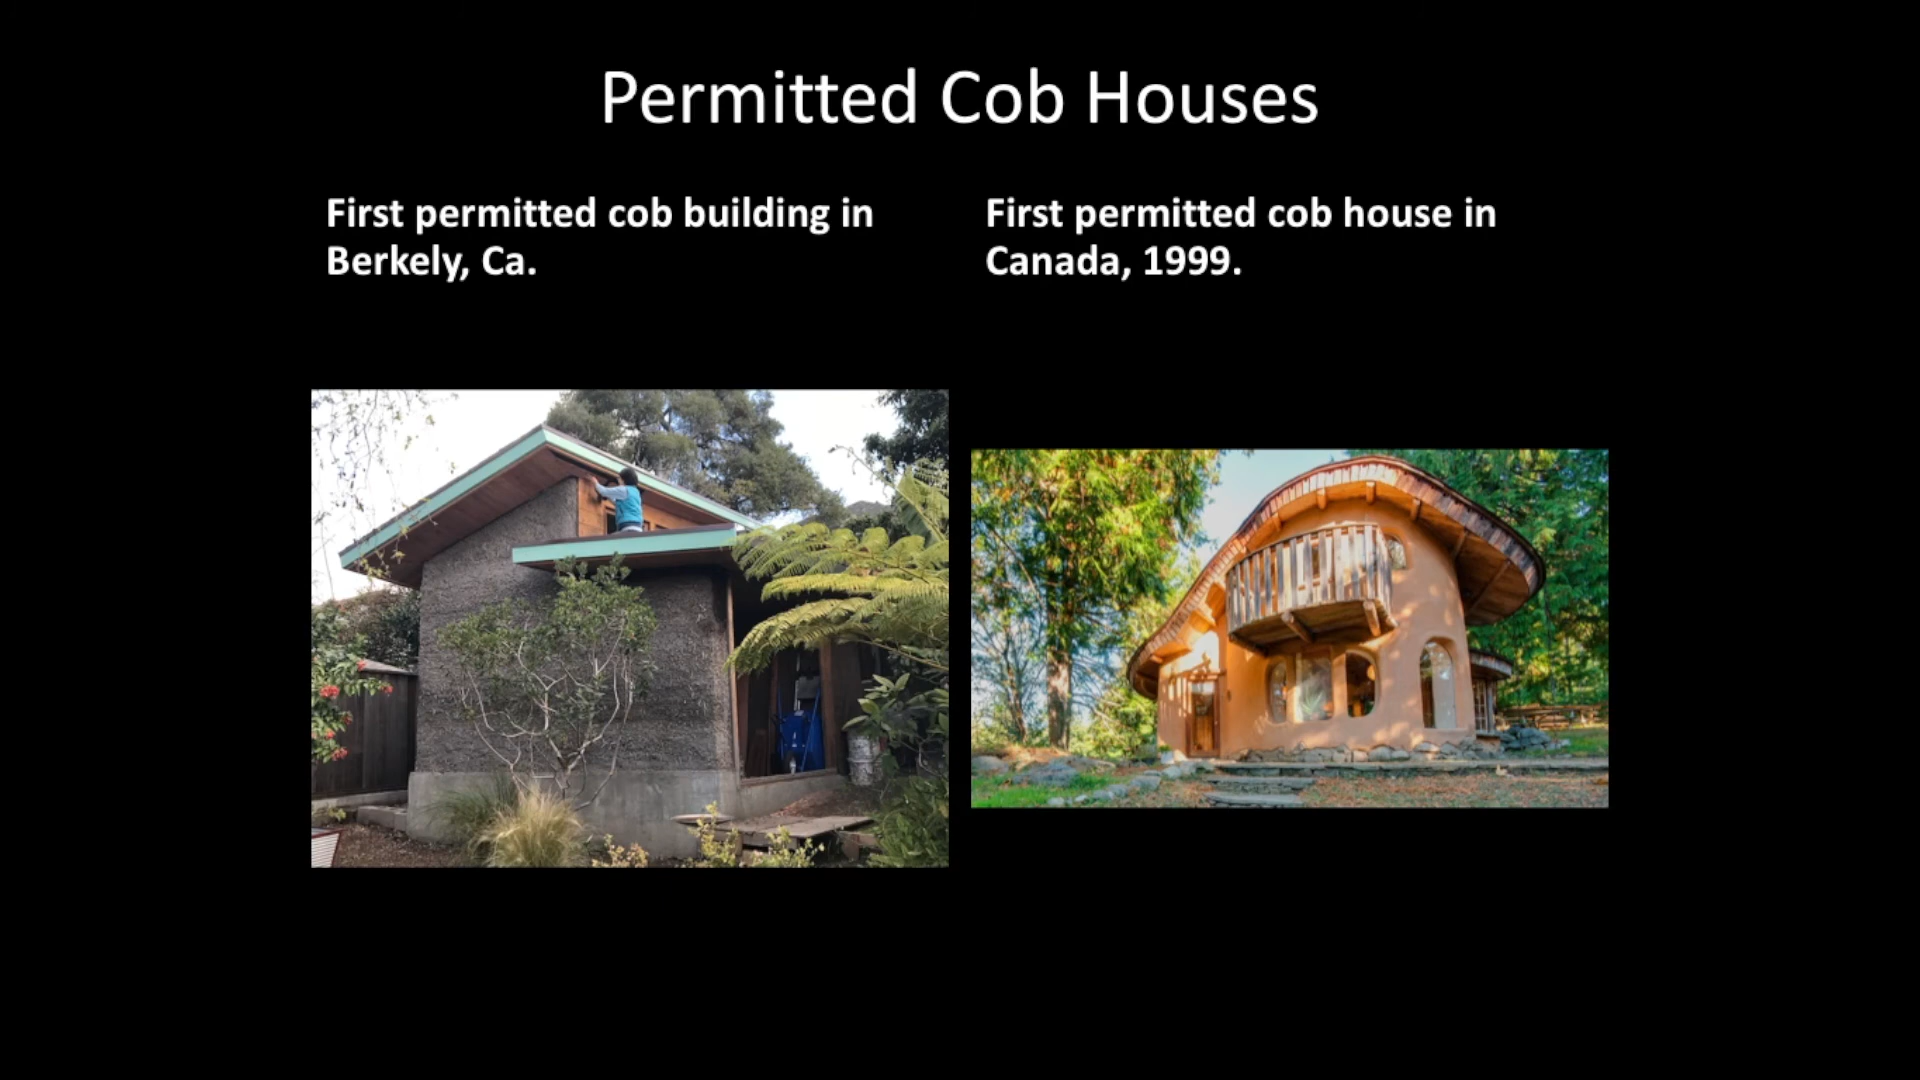 Permitted Cob Houses
First permitted cob building in
Berkely, Ca.
First permitted cob house in
Canada, 1999.